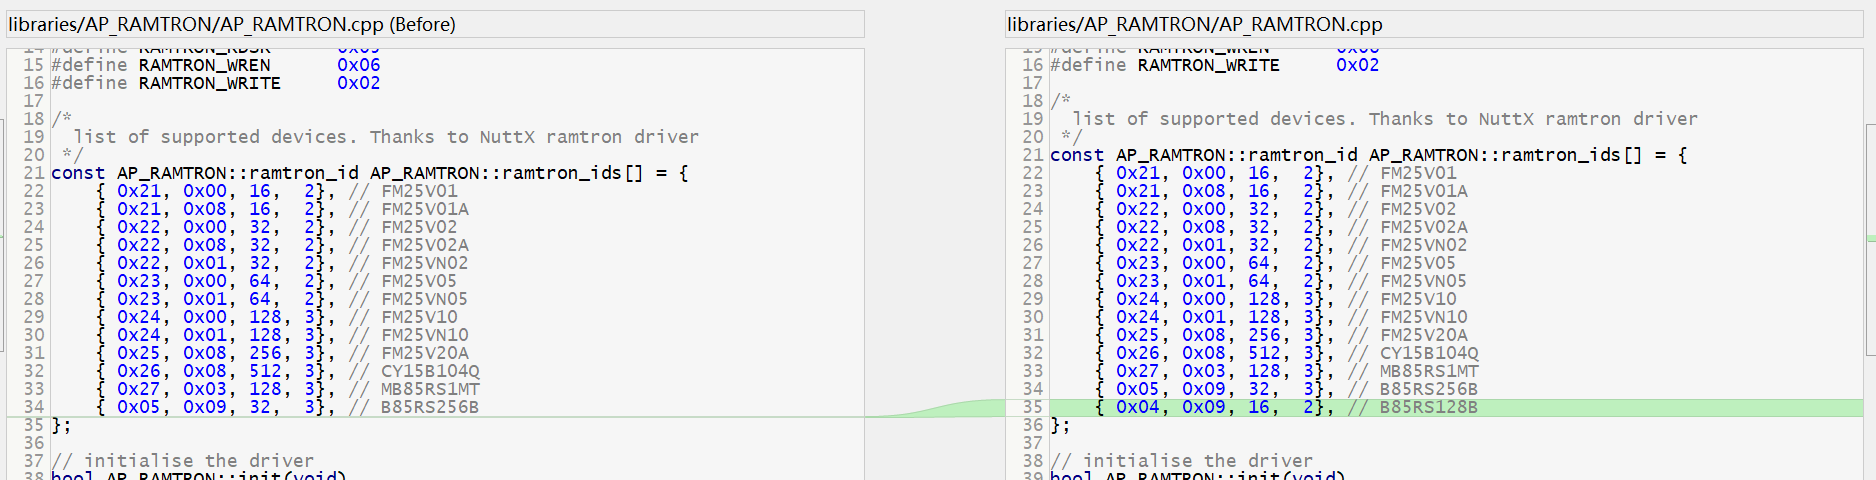 libraries/AP_RAMTRON/AP_RAMTRON.cpp (Before)
15 #define RAMTRON_WREN 0x06
16 #define RAMTRON_WRITE 0x02
17
18 /*
19 list of supported devices. Thanks to NuttX ramtron driver
20 */
21 const AP_RAMTRON::ramtron_id AP_RAMTRON::ramtron_ids[] = {
22 { 0x21, 0x00, 16, 2}, // FM25V01
23 { 0x21, 0x08, 16, 2}, // FM25V01A
24 { 0x22, 0x00, 32, 2}, // FM25V02
25 { 0x22, 0x08, 32, 2}, // FM25V02A
26 { 0x22, 0x01, 32, 2}, // FM25VN02
27 { 0x23, 0x00, 64, 2}, // FM25V05
28 { 0x23, 0x01, 64, 2}, // FM25VN05
29 { 0x24, 0x00, 128, 3}, // FM25V10
30 { 0x24, 0x01, 128, 3}, // FM25VN10
31 { 0x25, 0x08, 256, 3}, // FM25V20A
32 { 0x26, 0x08, 512, 3}, // CY15B104Q
33 { 0x27, 0x03, 128, 3}, // MB85RS1MT
34 { 0x05, 0x09, 32, 3}, // B85RS256B
35 };
36
37 // initialise the driver
38 bool AP_RAMTRON::init(void)
libraries/AP_RAMTRON/AP_RAMTRON.cpp
15 #define RAMTRON_WREN
16 #define RAMTRON_WRITE 0x02
17
18 /*
19 list of supported devices. Thanks to NuttX ramtron driver
20 */
21 const AP_RAMTRON::ramtron_id AP_RAMTRON::ramtron_ids[] = {
22 { 0x21, 0x00, 16, 2}, // FM25V01
23 { 0x21, 0x08, 16, 2}, // FM25V01A
24 { 0x22, 0x00, 32, 2}, // FM25V02
25 { 0x22, 0x08, 32, 2}, // FM25V02A
26 { 0x22, 0x01, 32, 2}, // FM25VN02
27 { 0x23, 0x00, 64, 2}, // FM25V05
28 { 0x23, 0x01, 64, 2}, // FM25VN05
29 { 0x24, 0x00, 128, 3}, // FM25V10
30 { 0x24, 0x01, 128, 3}, // FM25VN10
31 { 0x25, 0x08, 256, 3}, // FM25V20A
32 { 0x26, 0x08, 512, 3}, // CY15B104Q
33 { 0x27, 0x03, 128, 3}, // MB85RS1MT
34 { 0x05, 0x09, 32, 3}, // B85RS256B
35 { 0x04, 0x09, 16, 2}, // B85RS128B
36 };
37
38 // initialise the driver
39 bool AP_RAMTRON::init(void)